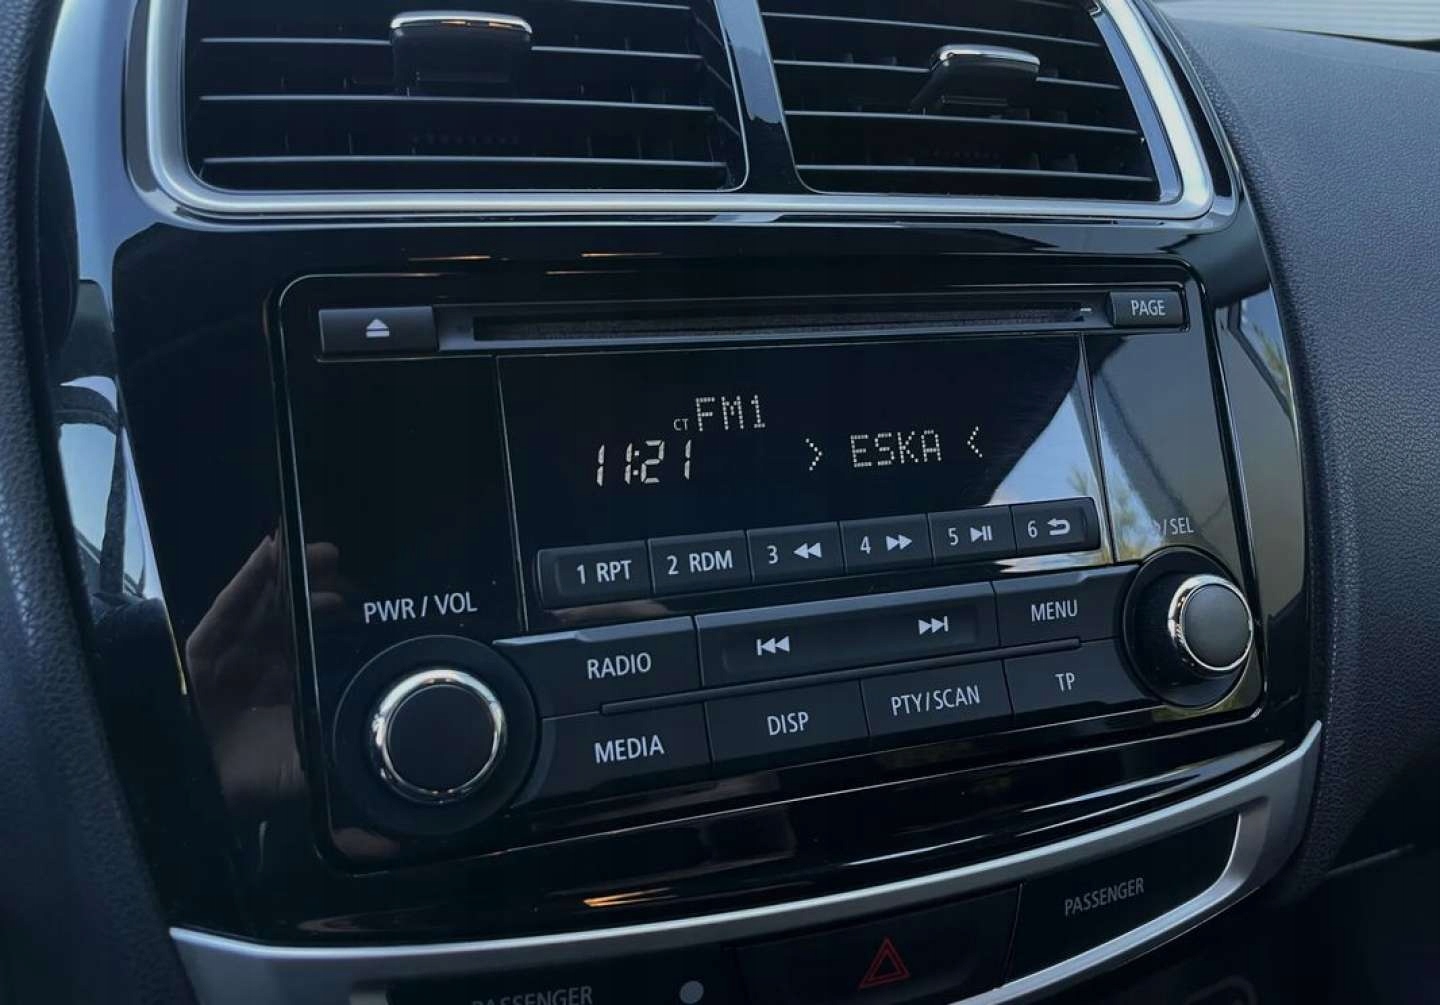 PAGE
CT FM1
11:21 > ESKA <
1 RPT 2 RDM 3 4 5 6
/SEL
PWR / VOL
RADIO MENU
MEDIA DISP PTY/SCAN TP
PASSENGER
PASSENGER